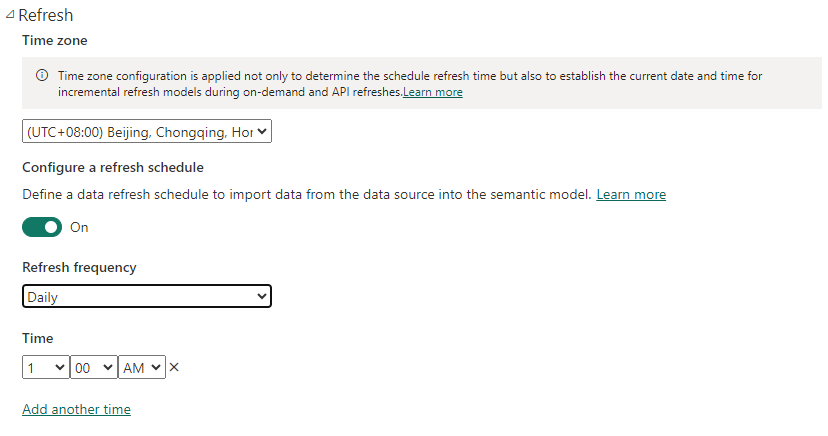 Refresh
Time zone
Time zone configuration is applied not only to determine the schedule refresh time but also to establish the current date and time for
incremental refresh models during on-demand and API refreshes.Learn more
(UTC+08:00) Beijing, Chongqing, Hor
Configure a refresh schedule
Define a data refresh schedule to import data from the data source into the semantic model. Learn more
On
Refresh frequency
Daily
Time
1 00 AM
Add another time